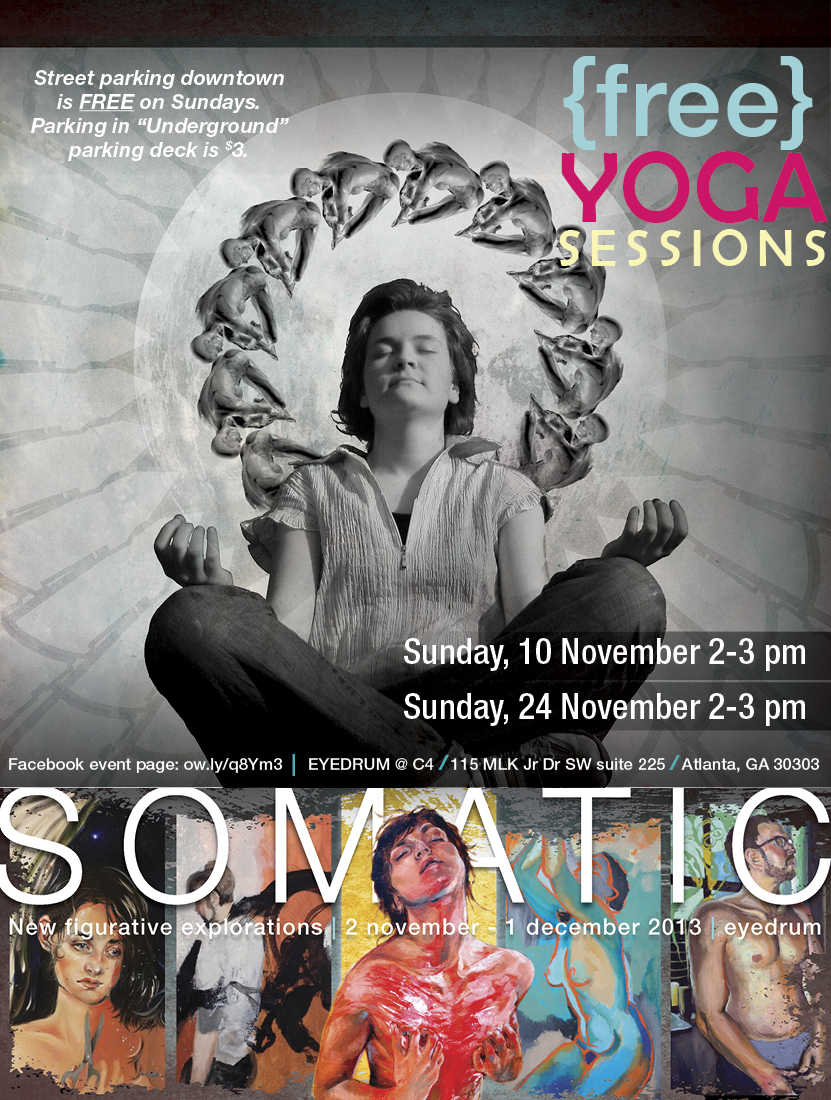 Street parking downtown
is FREE on Sundays.
Parking in “Underground”
parking deck is $3.
{free}
YOGA
SESSIONS
Sunday, 10 November 2-3 pm
Sunday, 24 November 2-3 pm
Facebook event page: ow.ly/q8Ym3 | EYEDRUM @ C4 / 115 MLK Jr Dr SW suite 225 / Atlanta, GA 30303
SOMATIC
New figurative explorations | 2 november - 1 december 2013 | eyedrum